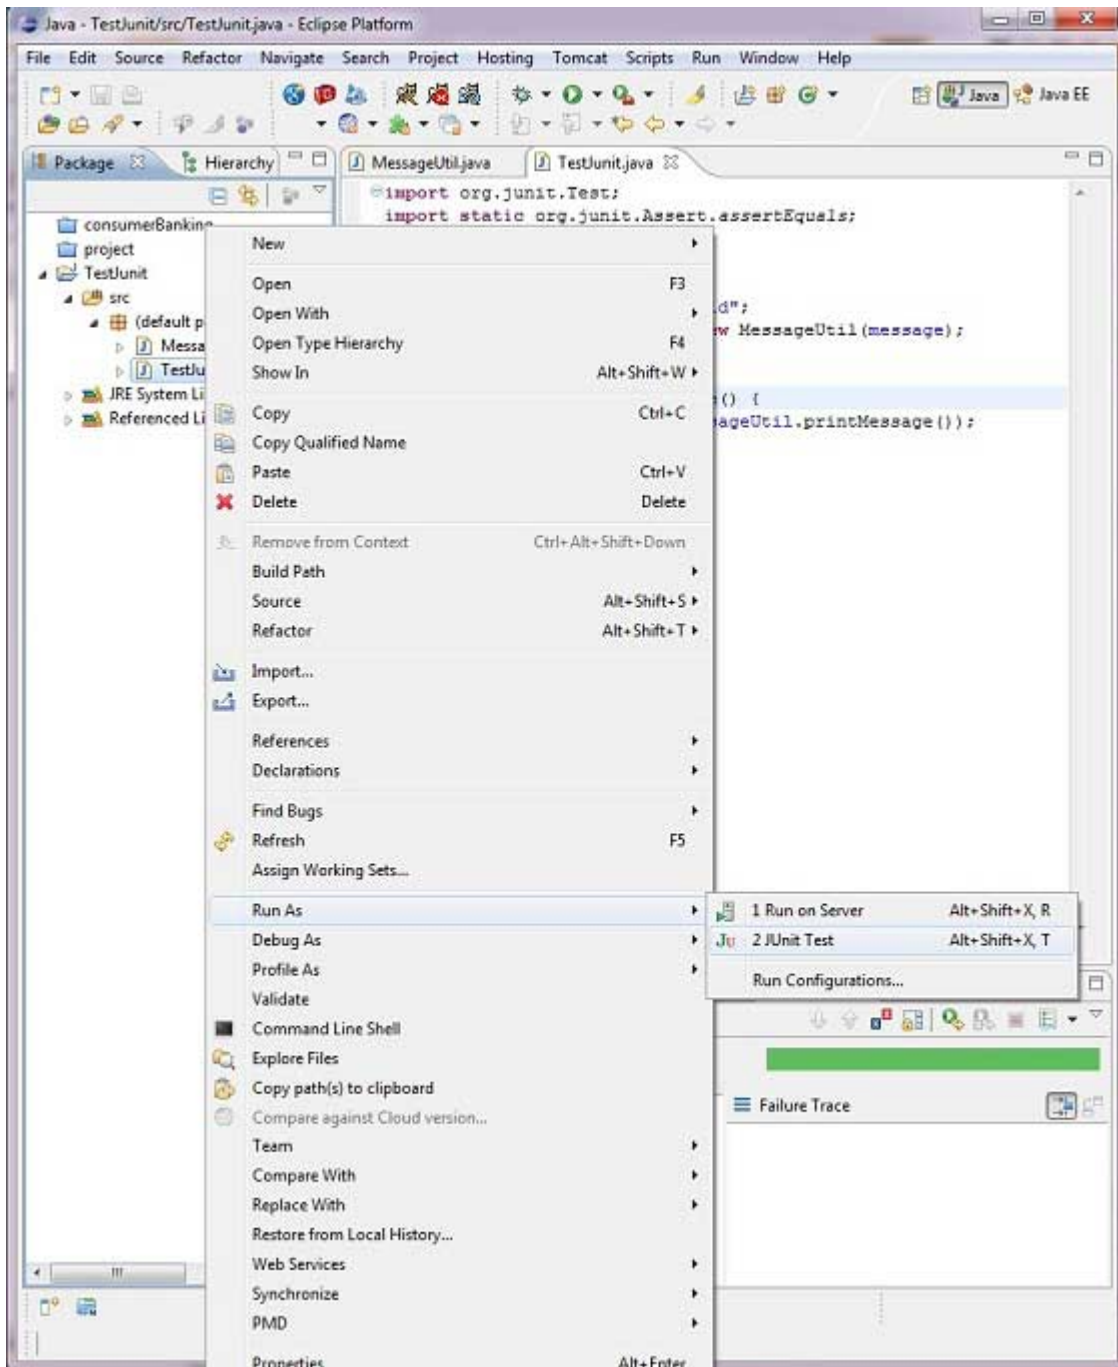 Java - TestJunit/src/TestJunit.java - Eclipse Platform
File Edit Source Refactor Navigate Search Project Hosting Tomcat Scripts Run Window Help
Java Java EE
Package Hierarchy
MessageUtil.java TestJunit.java
import org.junit.Test;
import static org.junit.Assert.assertEquals;
consumerBanking
project
TestJunit
src
(default p
Messa
TestJu
JRE System Li
Referenced Li
d";
w MessageUtil(message);
() {
ageUtil.printMessage());
New
Open F3
Open With
Open Type Hierarchy F4
Show In Alt+Shift+W
Copy Ctrl+C
Copy Qualified Name
Paste Ctrl+V
Delete Delete
Remove from Context Ctrl+Alt+Shift+Down
Build Path
Source Alt+Shift+S
Refactor Alt+Shift+T
Import...
Export...
References
Declarations
Find Bugs
Refresh F5
Assign Working Sets...
Run As
Debug As
Profile As
Validate
Command Line Shell
Explore Files
Copy path(s) to clipboard
Compare against Cloud version...
Team
Compare With
Replace With
Restore from Local History...
Web Services
Synchronize
PMD
Properties Alt+Enter
1 Run on Server Alt+Shift+X, R
Ju 2 JUnit Test Alt+Shift+X, T
Run Configurations...
Failure Trace